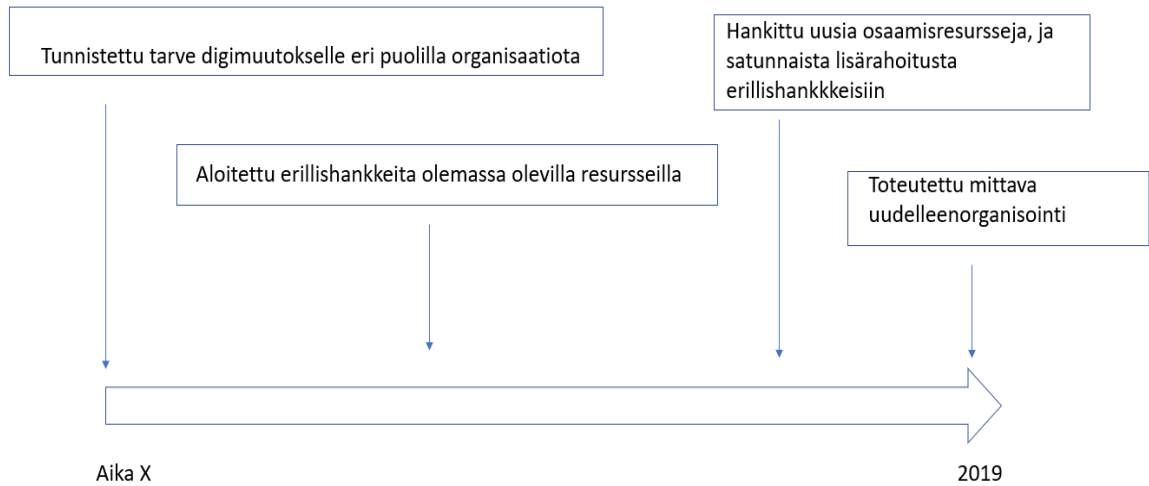 Tunnistettu tarve digimuutokselle eri puolilla organisaatiota
Aloitettu erillishankkeita olemassa olevilla resursseilla
Hankittu uusia osaamisresursseja, ja
satunnaista lisärahoitusta
erillishankkkeisiin
Toteutettu mittava
uudelleenorganisointi
Aika X
2019